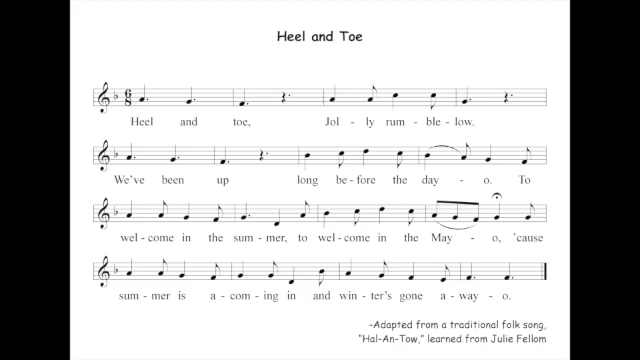 Heel and Toe
6
8
Heel and toe, Jol - ly rum - ble - low.
We've been up long be - fore the day - o. To
wel - come in the sum - mer, to wel - come in the May - o, 'cause
sum - mer is a - com - ing in and win - ter's gone a - way - o.
-Adapted from a traditional folk song,
"Hal-An-Tow," learned from Julie Fellom